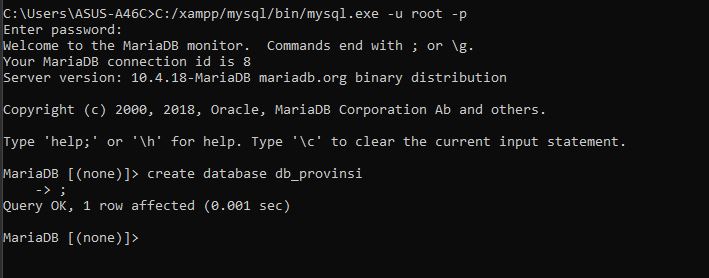 C:\Users\ASUS-A46C>C:/xampp/mysql/bin/mysql.exe -u root -p
Enter password:
Welcome to the MariaDB monitor.  Commands end with ; or \g.
Your MariaDB connection id is 8
Server version: 10.4.18-MariaDB mariadb.org binary distribution
Copyright (c) 2000, 2018, Oracle, MariaDB Corporation Ab and others.
Type 'help;' or '\h' for help. Type '\c' to clear the current input statement.
MariaDB [(none)]> create database db_provinsi
    -> ;
Query OK, 1 row affected (0.001 sec)
MariaDB [(none)]>